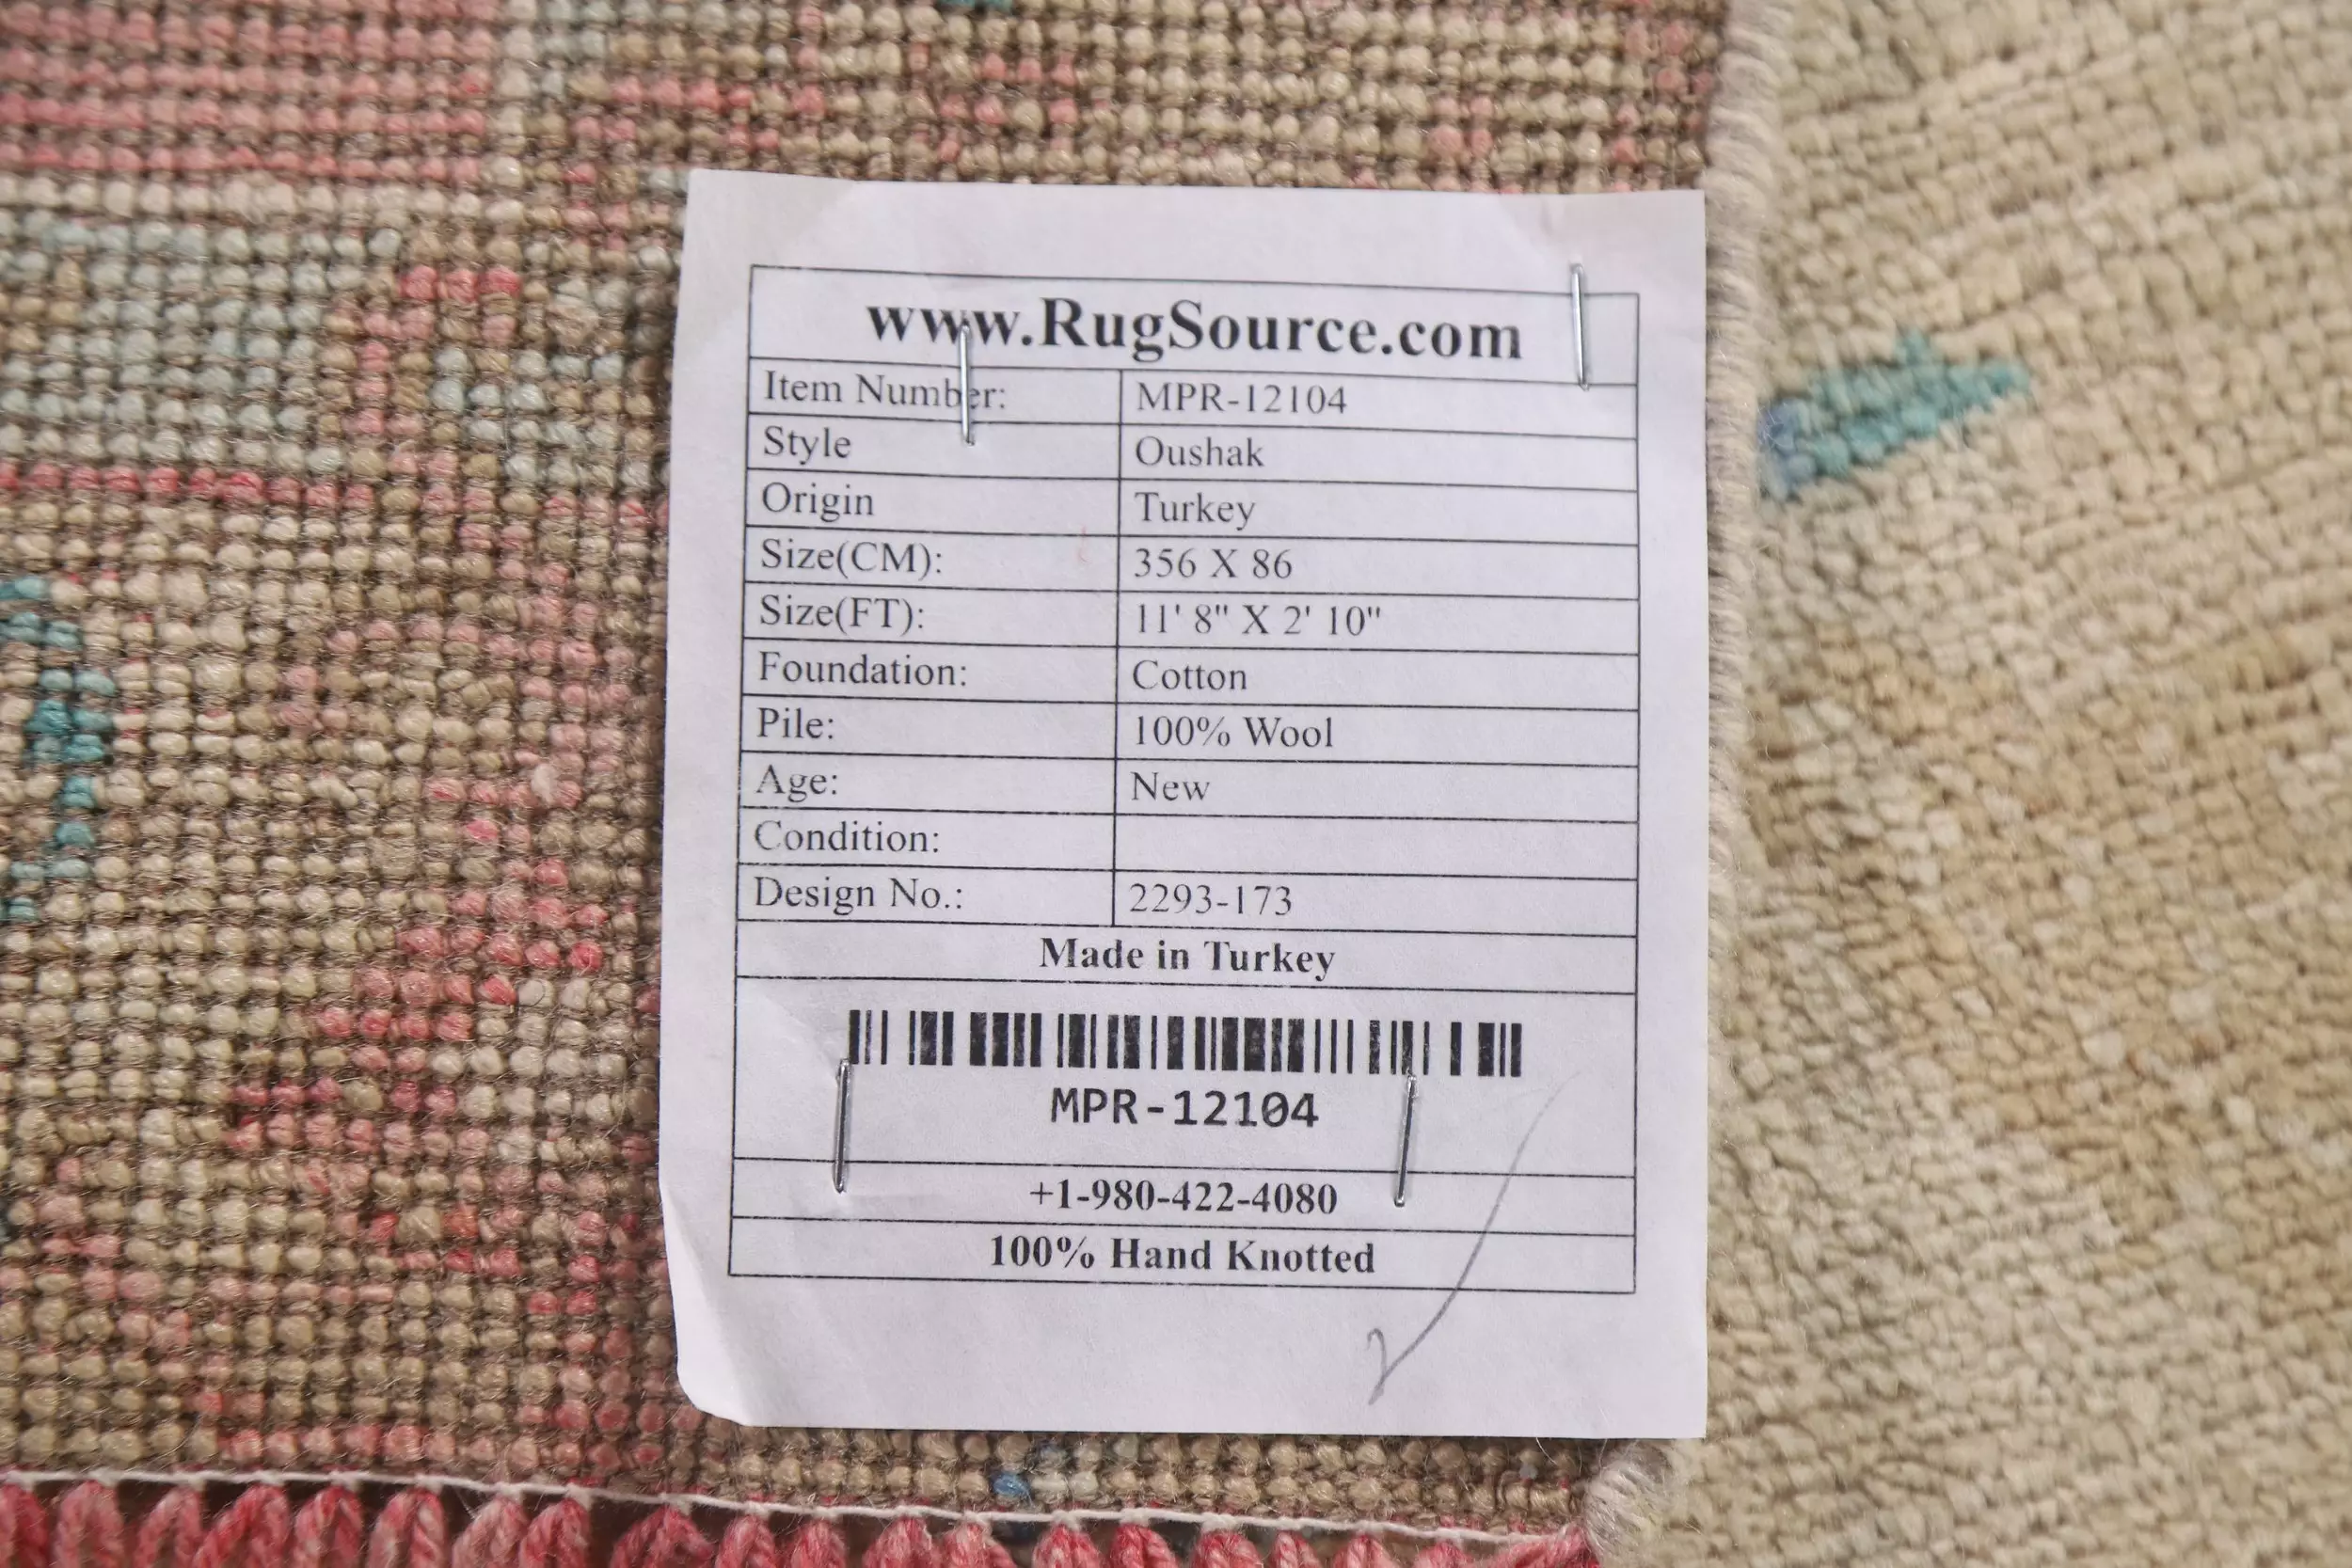 www.RugSource.com
Item Number: MPR-12104
Style Oushak
Origin Turkey
Size(CM): 356 X 86
Size(FT): 11' 8" X 2' 10"
Foundation: Cotton
Pile: 100% Wool
Age: New
Condition:
Design No.: 2293-173
Made in Turkey
MPR-12104
+1-980-422-4080
100% Hand Knotted